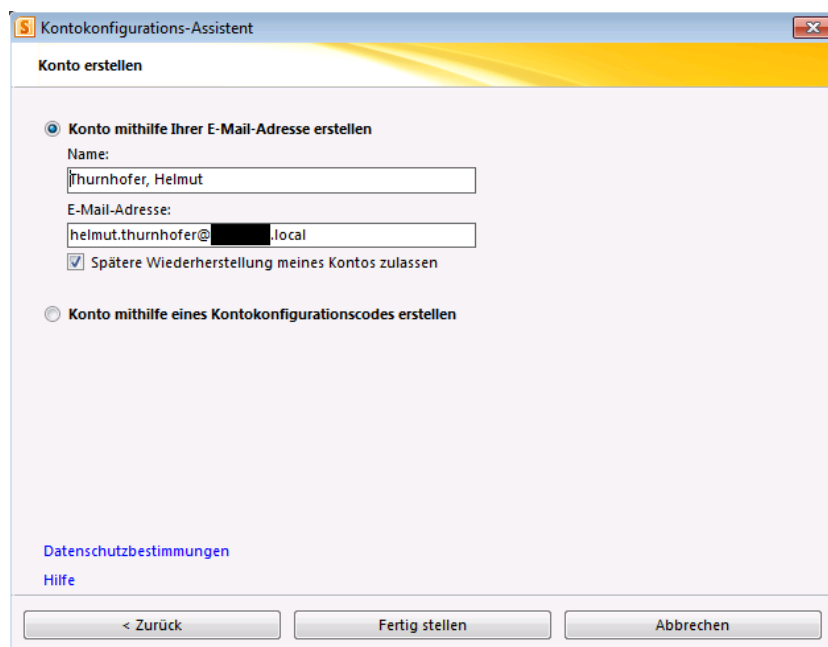 S Kontokonfigurations-Assistent
Konto erstellen
Konto mithilfe Ihrer E-Mail-Adresse erstellen
Name:
Thurnhofer, Helmut
E-Mail-Adresse:
helmut.thurnhofer@ .local
Spätere Wiederherstellung meines Kontos zulassen
Konto mithilfe eines Kontokonfigurationscodes erstellen
Datenschutzbestimmungen
Hilfe
< Zurück Fertig stellen Abbrechen